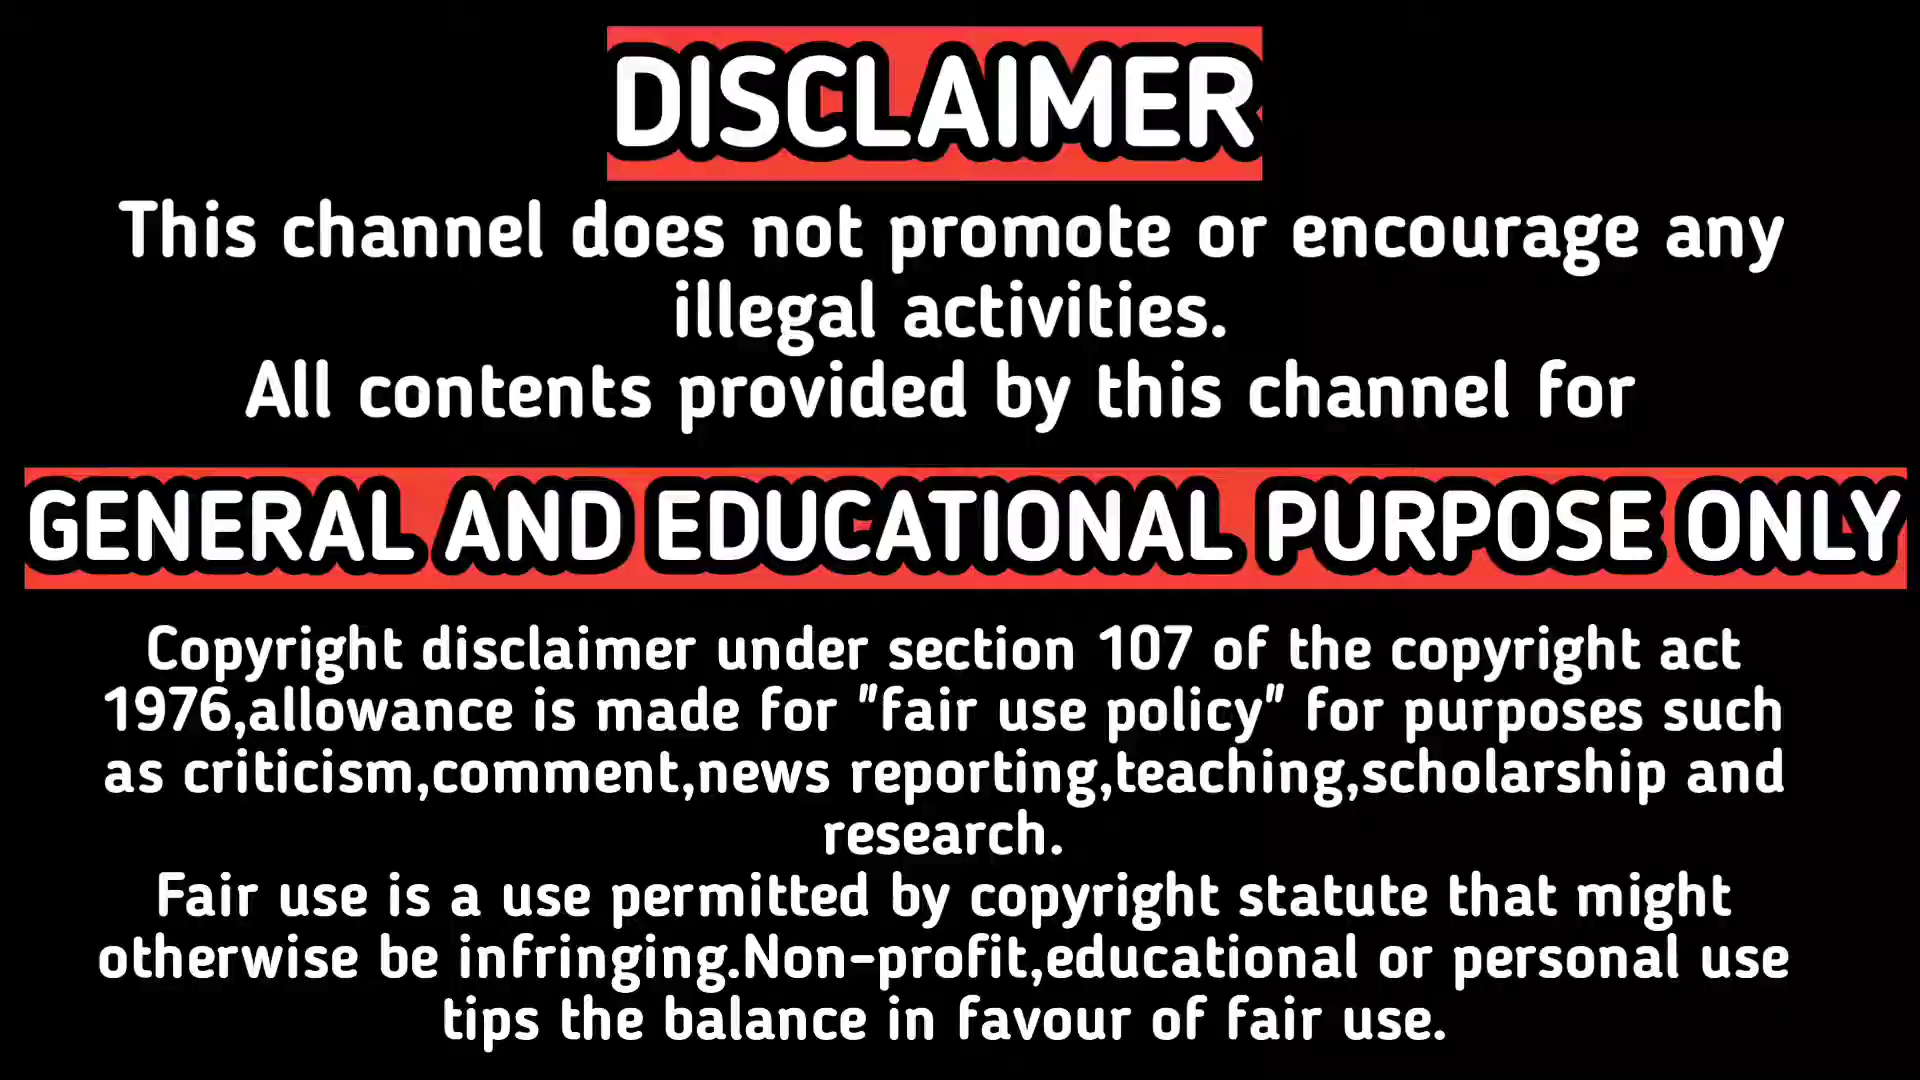 DISCLAIMER
This channel does not promote or encourage any
illegal activities.
All contents provided by this channel for
GENERAL AND EDUCATIONAL PURPOSE ONLY
Copyright disclaimer under section 107 of the copyright act
1976,allowance is made for "fair use policy" for purposes such
as criticism,comment,news reporting,teaching,scholarship and
research.
Fair use is a use permitted by copyright statute that might
otherwise be infringing.Non-profit,educational or personal use
tips the balance in favour of fair use.